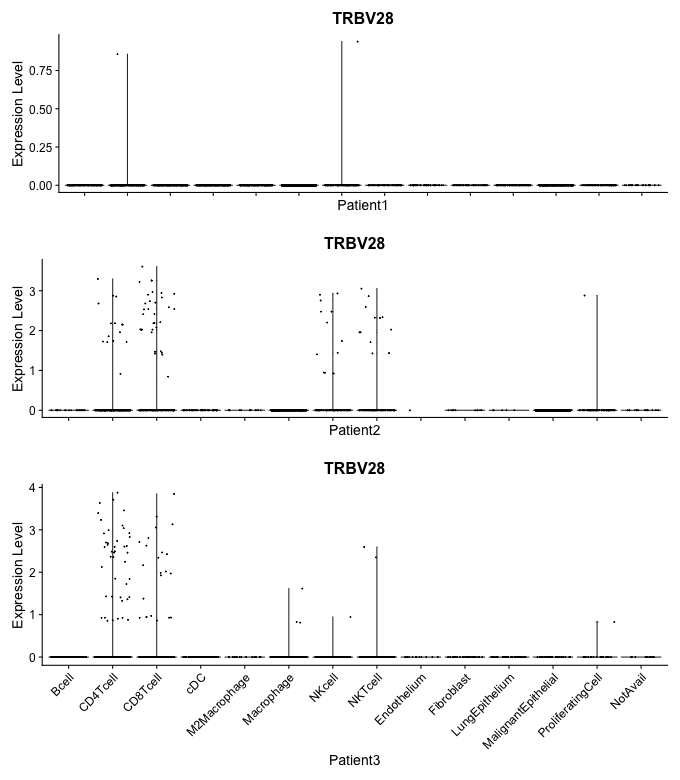 TRBV28
Expression Level
0.75
0.50
0.25
0.00
Patient1
TRBV28
Expression Level
3
2
1
0
Patient2
TRBV28
Expression Level
4
3
2
1
0
Bcell
CD4Tcell
CD8Tcell
cDC
M2Macrophage
Macrophage
NKcell
NKTcell
Endothelium
Fibroblast
LungEpithelium
MalignantEpithelial
ProliferatingCell
NotAvail
Patient3